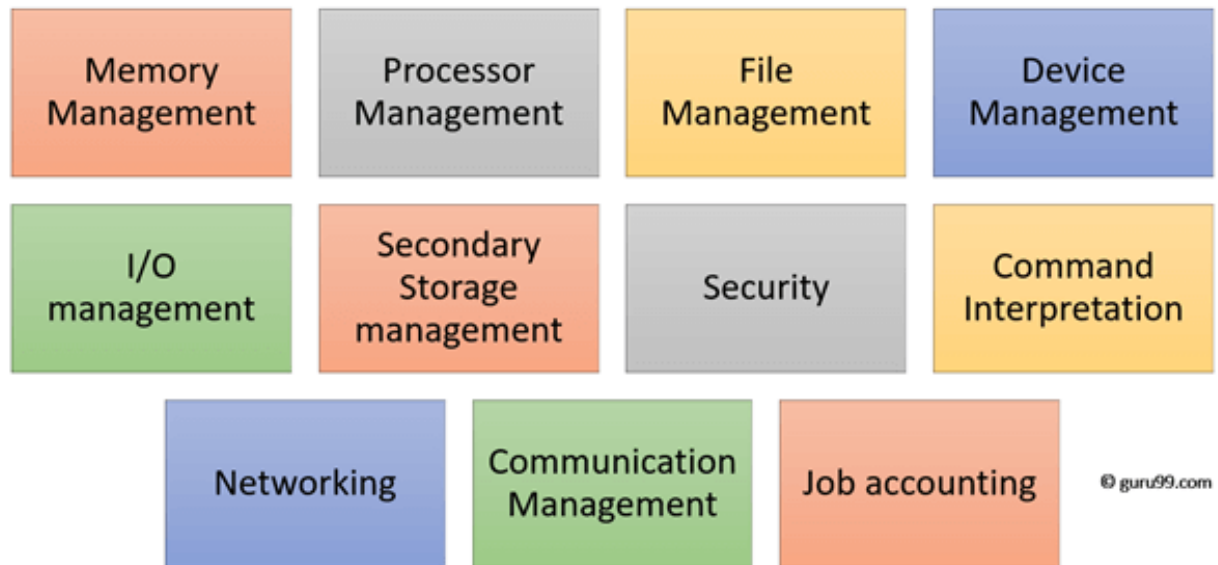 Memory
Management
Processor
Management
File
Management
Device
Management
I/O
management
Secondary
Storage
management
Security
Command
Interpretation
Networking
Communication
Management
Job accounting
© guru99.com